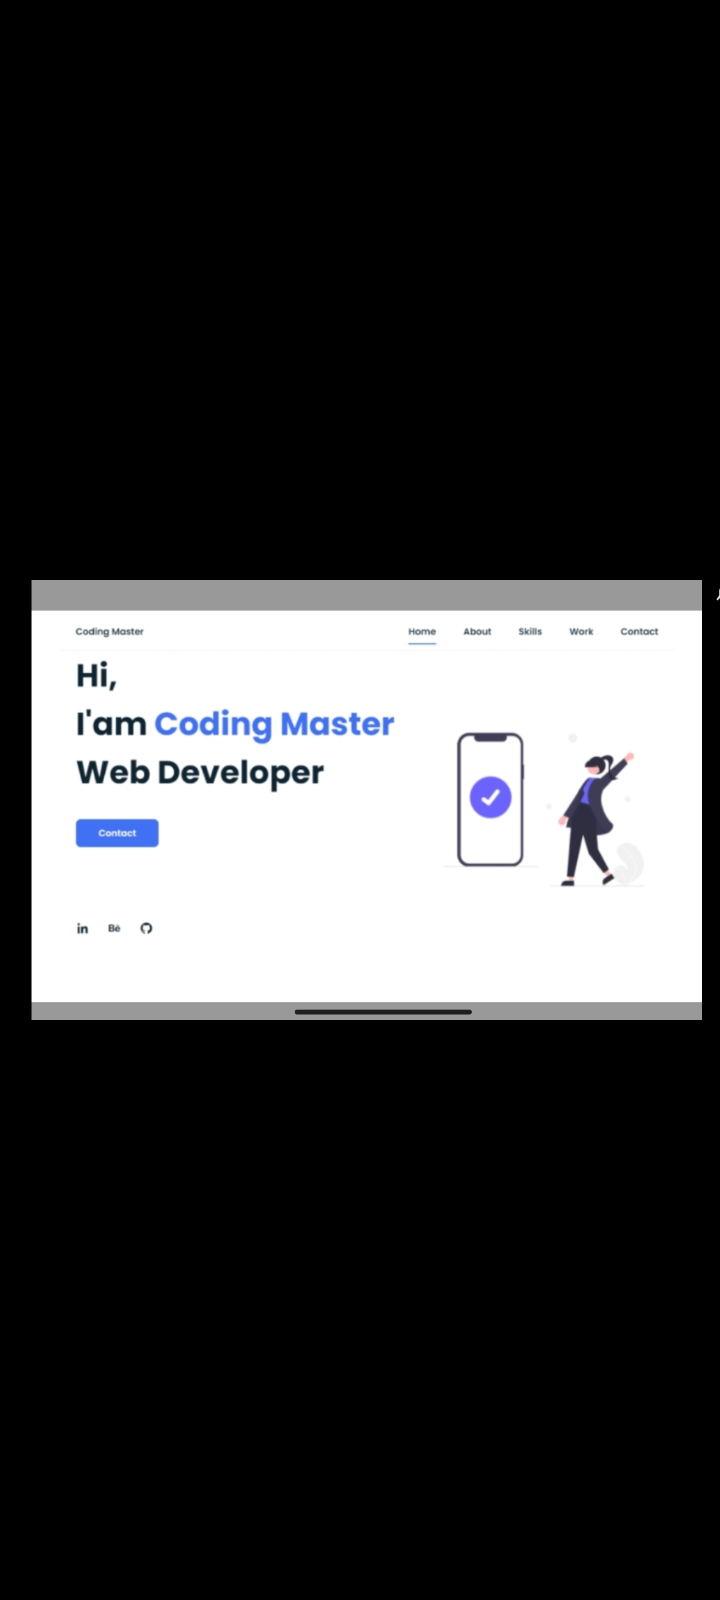 Coding Master
Home About Skills Work Contact
Hi,
I'am Coding Master
Web Developer
Contact
in Bē